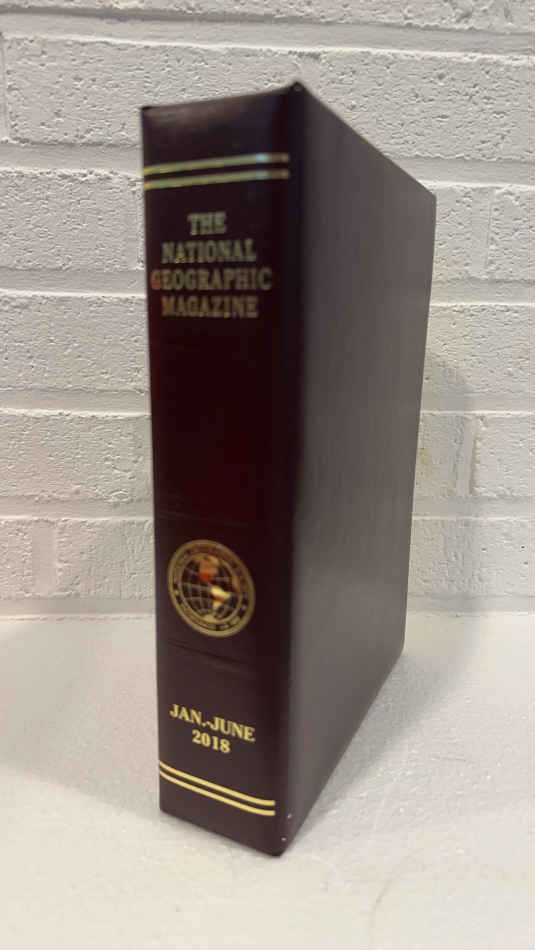 THE
NATIONAL
GEOGRAPHIC
MAGAZINE
JAN.-JUNE
2018